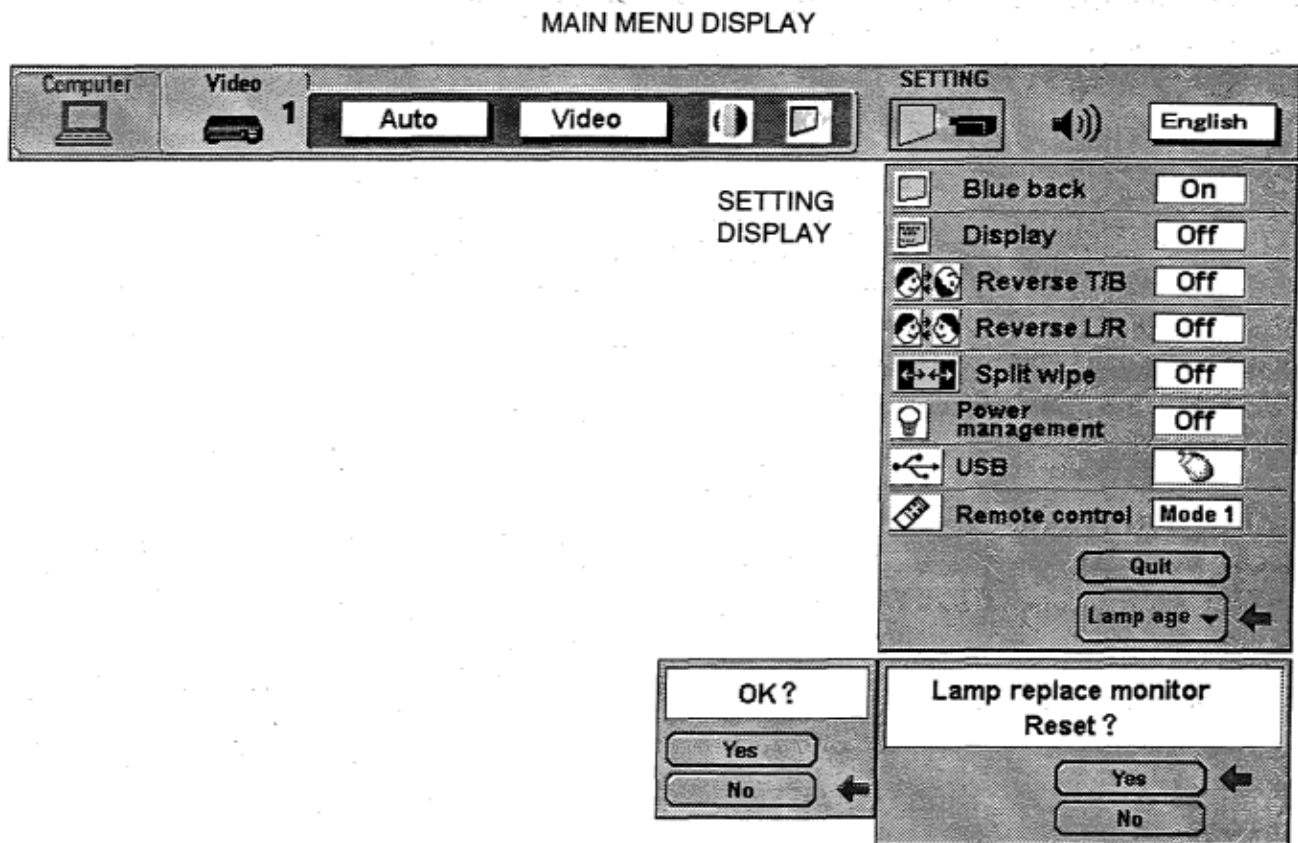 MAIN MENU DISPLAY
Computer
Video
1
Auto
Video
SETTING
English
SETTING
DISPLAY
Blue back On
Display Off
Reverse T/B Off
Reverse L/R Off
Split wipe Off
Power
management Off
USB
Remote control Mode 1
Quit
Lamp age
OK?
Yes
No
Lamp replace monitor
Reset ?
Yes
No